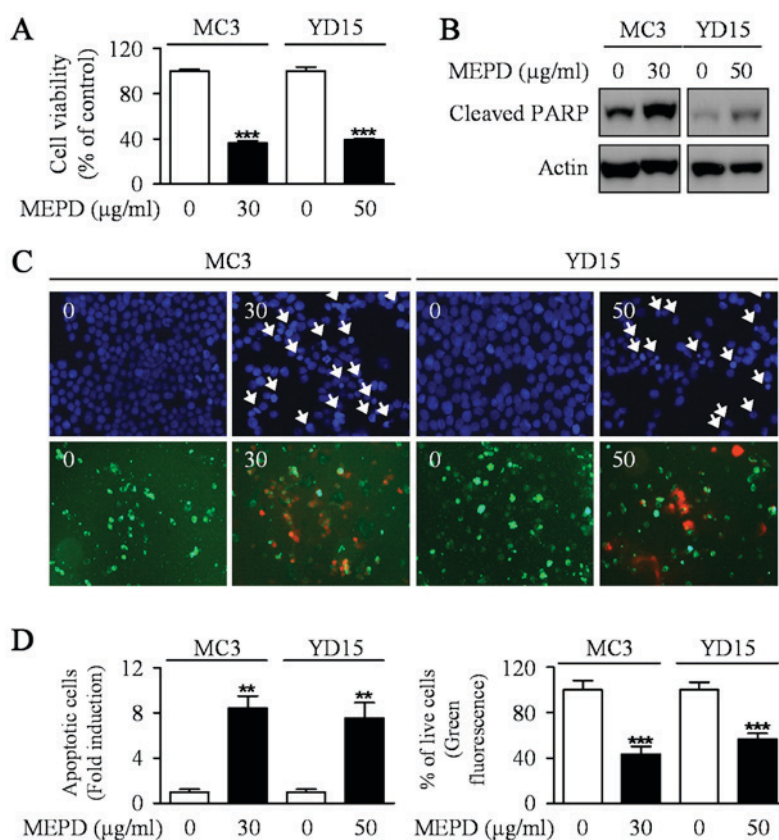 A
MC3 YD15
Cell viability
(% of control)
120
80
40
0
*** ***
MEPD (μg/ml) 0 30 0 50
B
MC3 YD15
MEPD (μg/ml) 0 30 0 50
Cleaved PARP
Actin
C
MC3 YD15
0 30 0 50
0 30 0 50
D
MC3 YD15
Apoptotic cells
(Fold induction)
12
8
4
0
** **
MEPD (μg/ml) 0 30 0 50
MC3 YD15
% of live cells
(Green
fluorescence)
120
80
40
0
*** ***
MEPD (μg/ml) 0 30 0 50